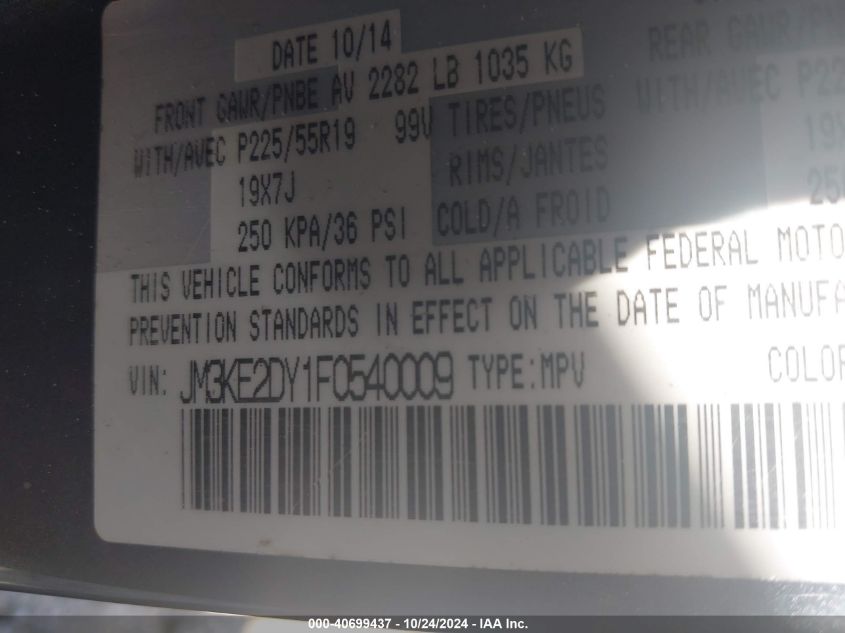 DATE 10/14
FRONT GAWR/PNBE AV 2282 LB 1035 KG
REAR GAWR/PNB
WITH/AVEC P225/55R19 99V TIRES/PNEUS WITH/AVEC P22
19X7J RIMS/JANTES 19X
250 KPA/36 PSI COLD/A FROID 25
THIS VEHICLE CONFORMS TO ALL APPLICABLE FEDERAL MOTO
PREVENTION STANDARDS IN EFFECT ON THE DATE OF MANUFA
VIN: JM3KE2DY1F0540009 TYPE:MPV COLOR
000-40699437 - 10/24/2024 - IAA Inc.